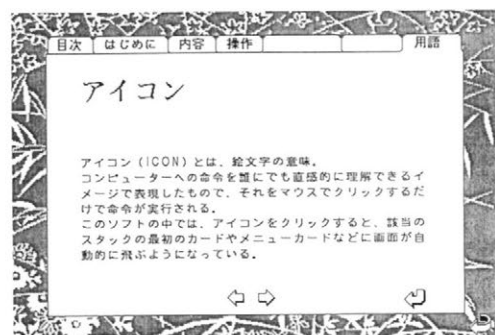 目次 はじめに 内容 操作 用語
アイコン
アイコン(ICON)とは、絵文字の意味。
コンピューターへの命令を誰にでも直感的に理解できるイ
メージで表現したもので、それをマウスでクリックするだ
けで命令が実行される。
このソフトの中では、アイコンをクリックすると、該当の
スタックの最初のカードやメニューカードなどに画面が自
動的に飛ぶようになっている。